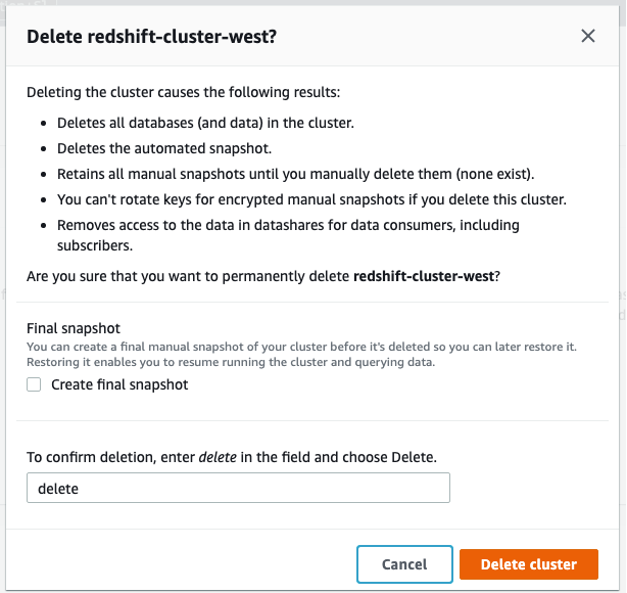 Delete redshift-cluster-west?
Deleting the cluster causes the following results:
• Deletes all databases (and data) in the cluster.
• Deletes the automated snapshot.
• Retains all manual snapshots until you manually delete them (none exist).
• You can't rotate keys for encrypted manual snapshots if you delete this cluster.
• Removes access to the data in datashares for data consumers, including
subscribers.
Are you sure that you want to permanently delete redshift-cluster-west?
Final snapshot
You can create a final manual snapshot of your cluster before it's deleted so you can later restore it.
Restoring it enables you to resume running the cluster and querying data.
Create final snapshot
To confirm deletion, enter delete in the field and choose Delete.
delete
Cancel
Delete cluster